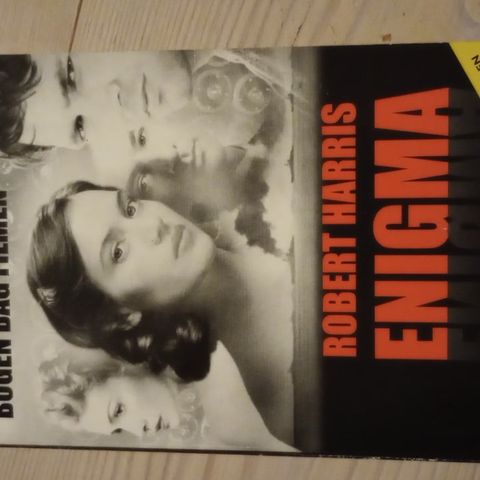 BOGEN BAG FILMEN
ROBERT HARRIS
ENIGMA